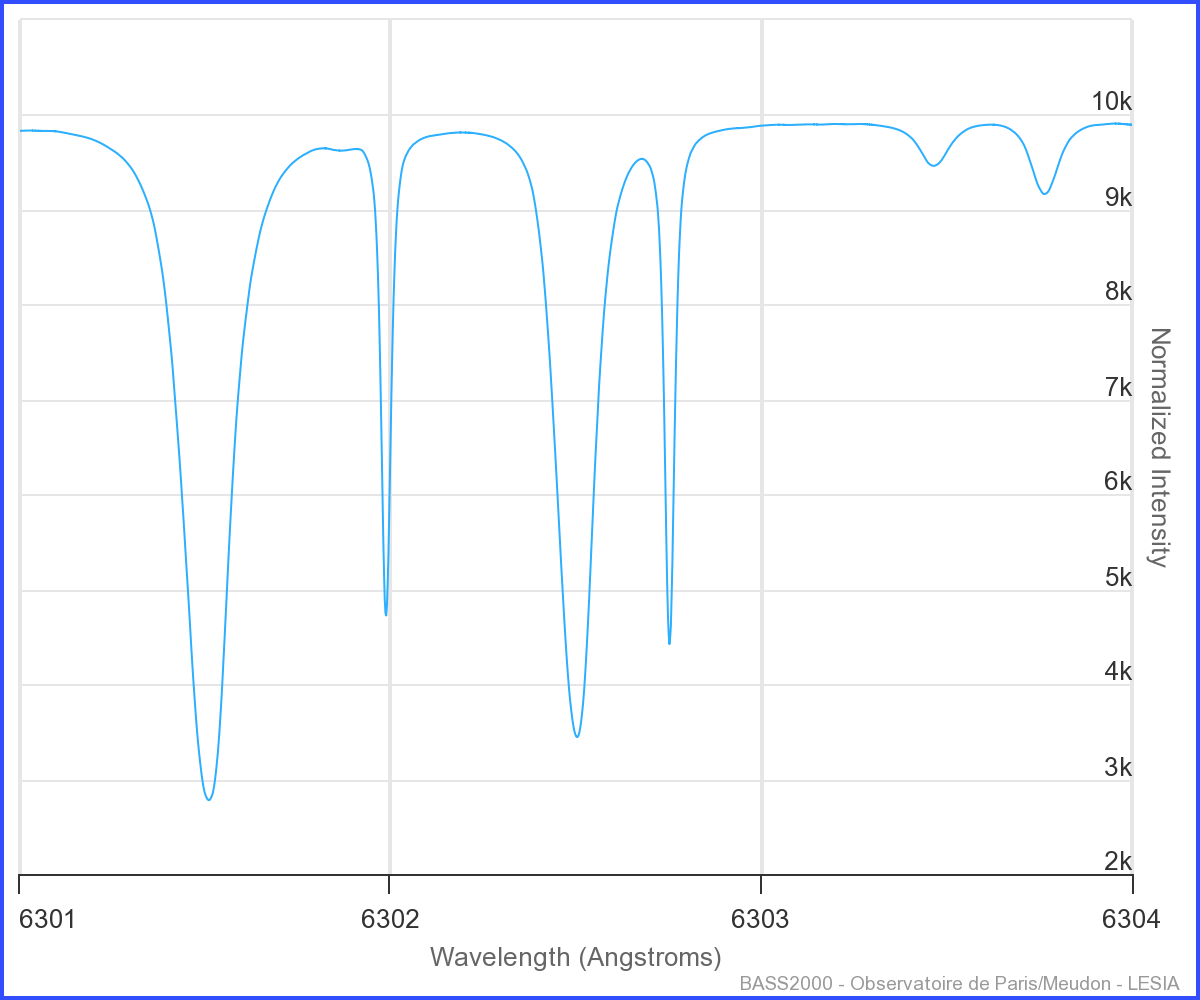 10k
9k
8k
7k
6k
5k
4k
3k
2k
Normalized Intensity
6301 6302 6303 6304
Wavelength (Angstroms)
BASS2000 - Observatoire de Paris/Meudon - LESIA